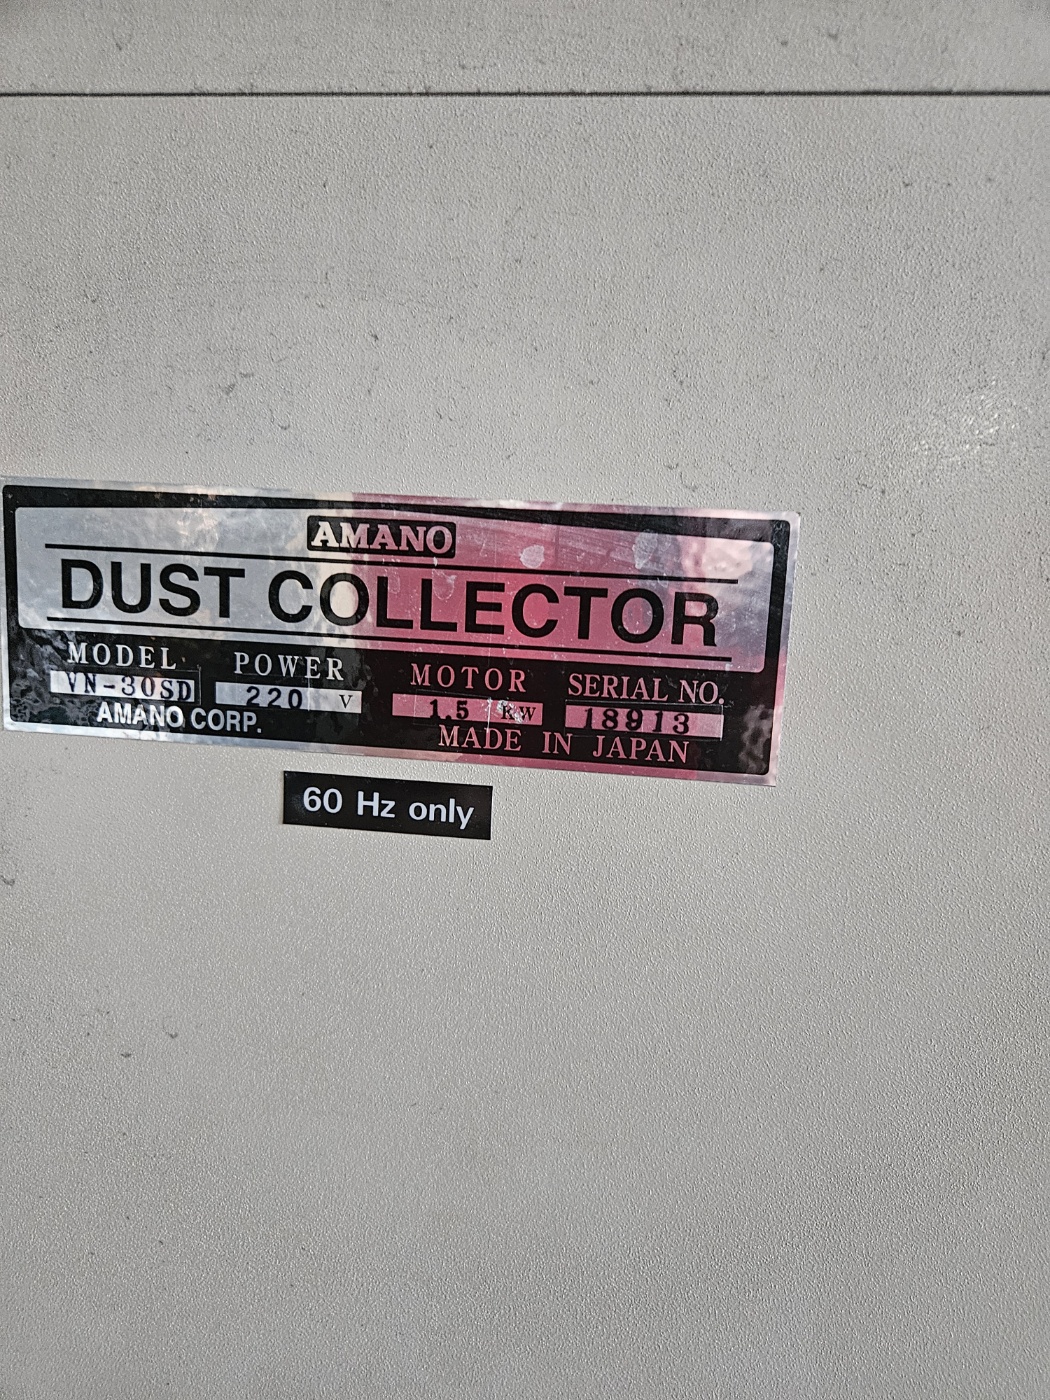 AMANO
DUST COLLECTOR
MODEL POWER MOTOR SERIAL NO.
VN-30SD 220 V 1.5 KW 18913
AMANO CORP. MADE IN JAPAN
60 Hz only